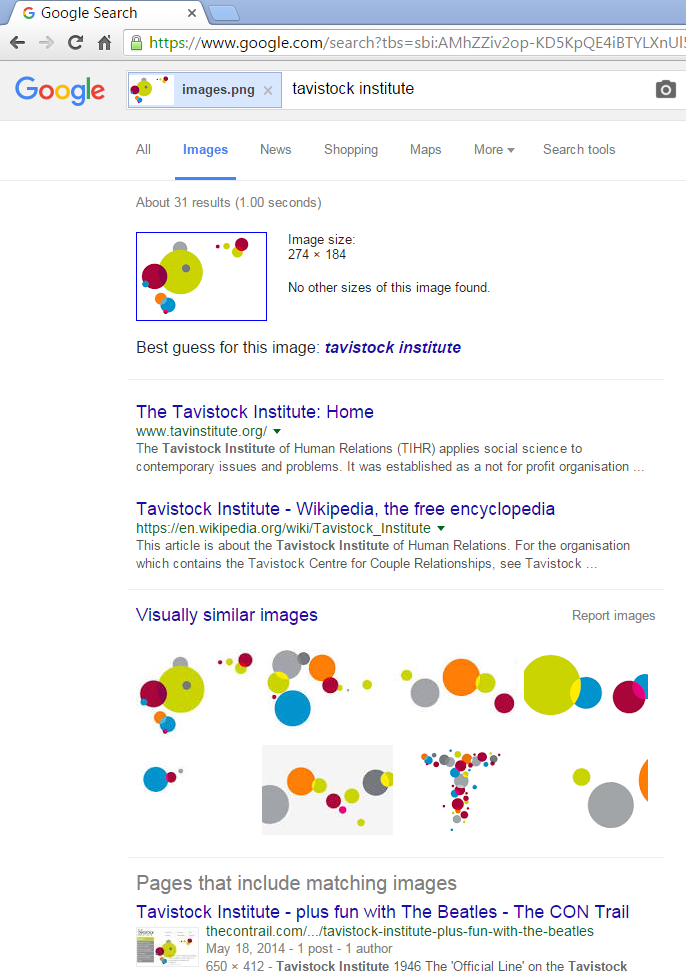 Google Search
https://www.google.com/search?tbs=sbi:AMhZZiv2op-KD5KpQE4iBTYLXnUl5
Google
images.png
tavistock institute
All Images News Shopping Maps More Search tools
About 31 results (1.00 seconds)
Image size:
274 × 184
No other sizes of this image found.
Best guess for this image: tavistock institute
The Tavistock Institute: Home
www.tavinstitute.org/
The Tavistock Institute of Human Relations (TIHR) applies social science to
contemporary issues and problems. It was established as a not for profit organisation ...
Tavistock Institute - Wikipedia, the free encyclopedia
https://en.wikipedia.org/wiki/Tavistock_Institute
This article is about the Tavistock Institute of Human Relations. For the organisation
which contains the Tavistock Centre for Couple Relationships, see Tavistock ...
Visually similar images
Report images
Pages that include matching images
Tavistock Institute - plus fun with The Beatles - The CON Trail
thecontrail.com/.../tavistock-institute-plus-fun-with-the-beatles
May 18, 2014 - 1 post - 1 author
650 × 412 - Tavistock Institute 1946 The 'Official Line' on the Tavistock